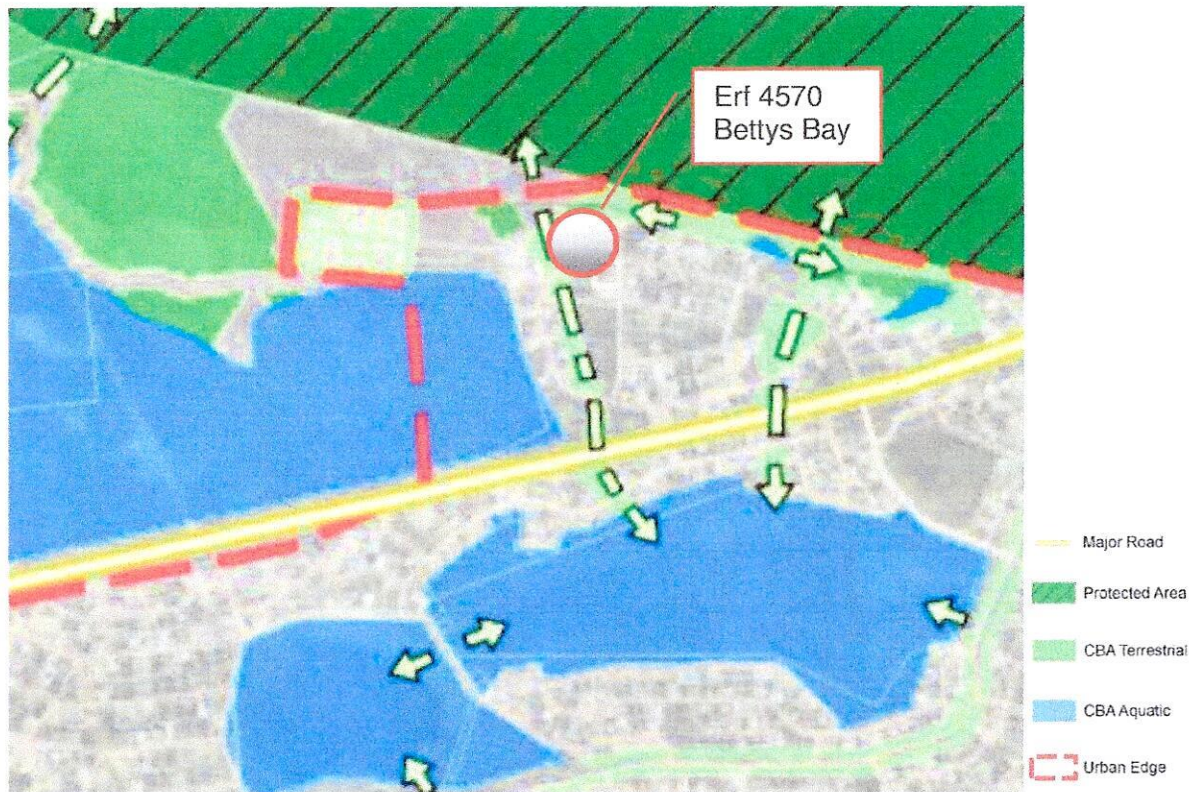 Erf 4570
Bettys Bay
Major Road
Protected Area
CBA Terrestrial
CBA Aquatic
Urban Edge